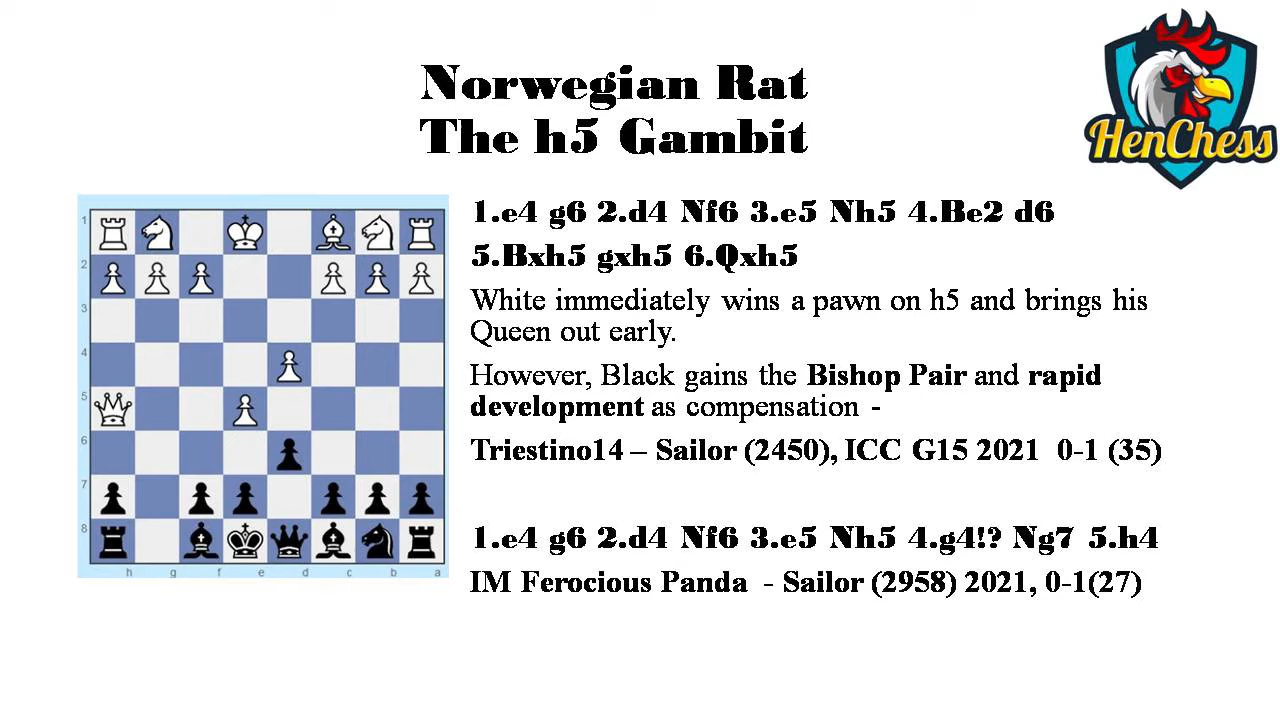 Norwegian Rat
The h5 Gambit
HenChess
1.e4 g6 2.d4 Nf6 3.e5 Nh5 4.Be2 d6
5.Bxh5 gxh5 6.Qxh5
White immediately wins a pawn on h5 and brings his
Queen out early.
However, Black gains the Bishop Pair and rapid
development as compensation -
Triestino14 – Sailor (2450), ICC G15 2021 0-1 (35)
1.e4 g6 2.d4 Nf6 3.e5 Nh5 4.g4!? Ng7 5.h4
IM Ferocious Panda - Sailor (2958) 2021, 0-1(27)
1
2
3
4
5
6
7
8
h g f e d c b a